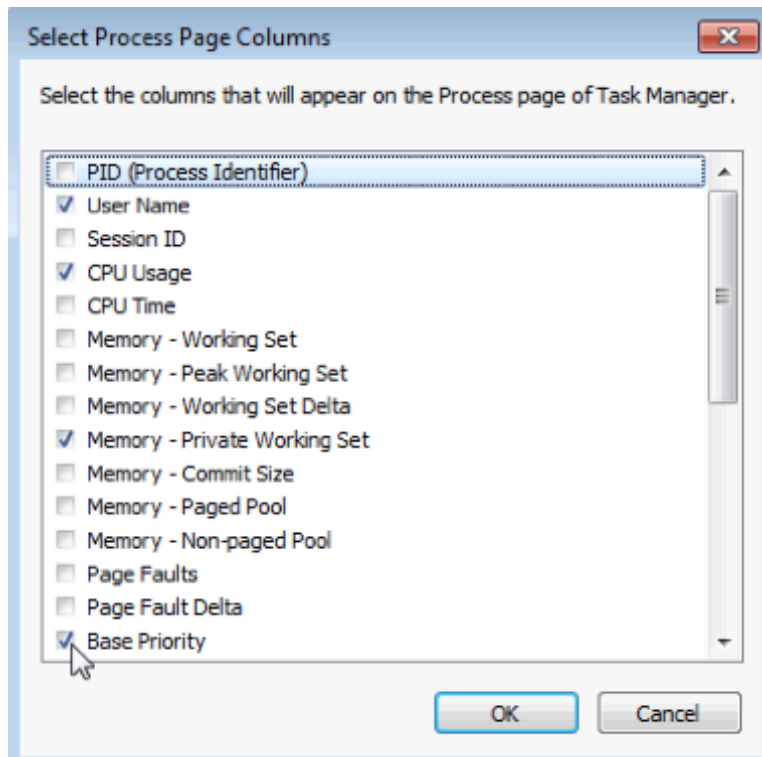 Select Process Page Columns
Select the columns that will appear on the Process page of Task Manager.
PID (Process Identifier)
User Name
Session ID
CPU Usage
CPU Time
Memory - Working Set
Memory - Peak Working Set
Memory - Working Set Delta
Memory - Private Working Set
Memory - Commit Size
Memory - Paged Pool
Memory - Non-paged Pool
Page Faults
Page Fault Delta
Base Priority
OK Cancel